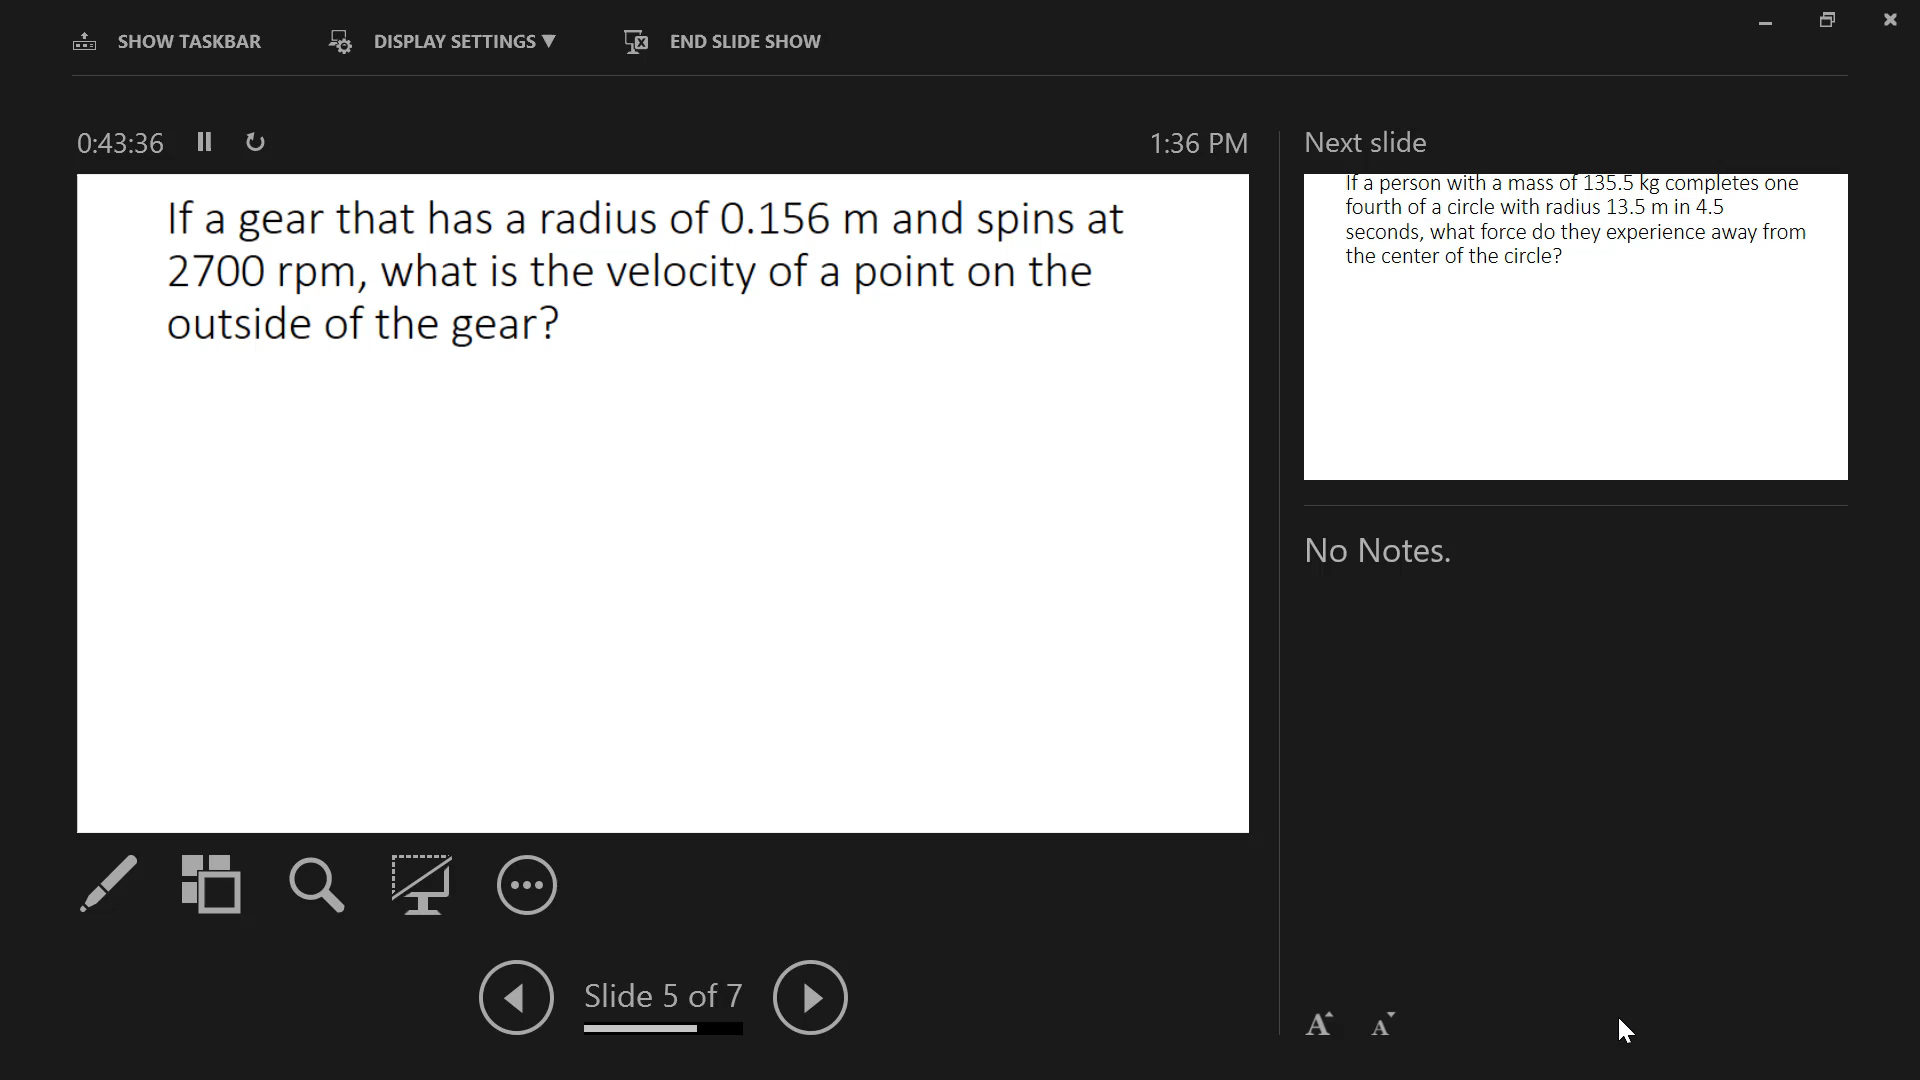 SHOW TASKBAR
DISPLAY SETTINGS ▼
END SLIDE SHOW
0:43:36
1:36 PM
If a gear that has a radius of 0.156 m and spins at
2700 rpm, what is the velocity of a point on the
outside of the gear?
Slide 5 of 7
Next slide
If a person with a mass of 135.5 kg completes one
fourth of a circle with radius 13.5 m in 4.5
seconds, what force do they experience away from
the center of the circle?
No Notes.
A A